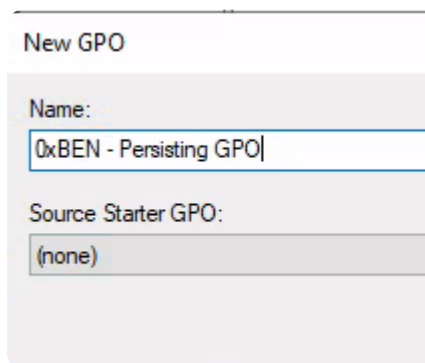 New GPO
Name:
0xBEN - Persisting GPO
Source Starter GPO:
(none)